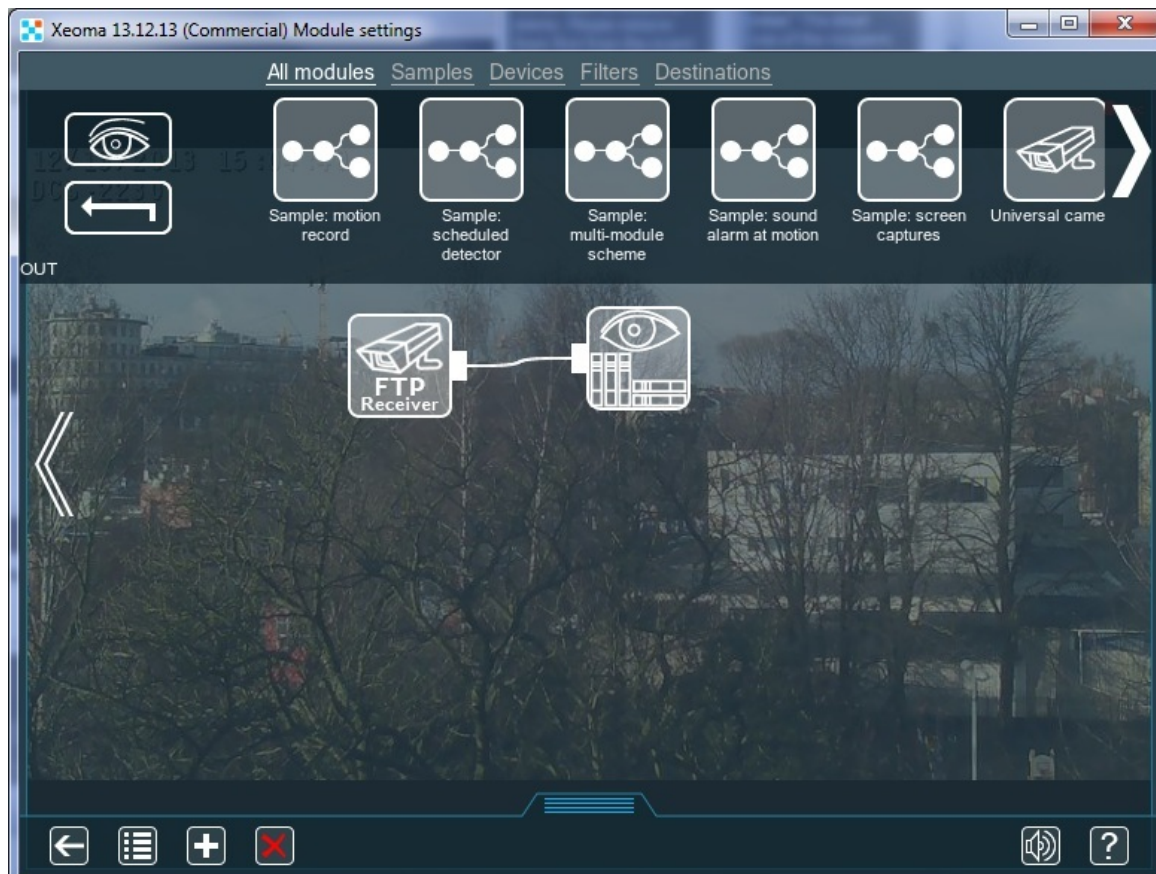 Xeoma 13.12.13 (Commercial) Module settings
All modules Samples Devices Filters Destinations
Sample: motion
record
Sample:
scheduled
detector
Sample:
multi-module
scheme
Sample: sound
alarm at motion
Sample: screen
captures
Universal came
OUT
FTP
Receiver
?